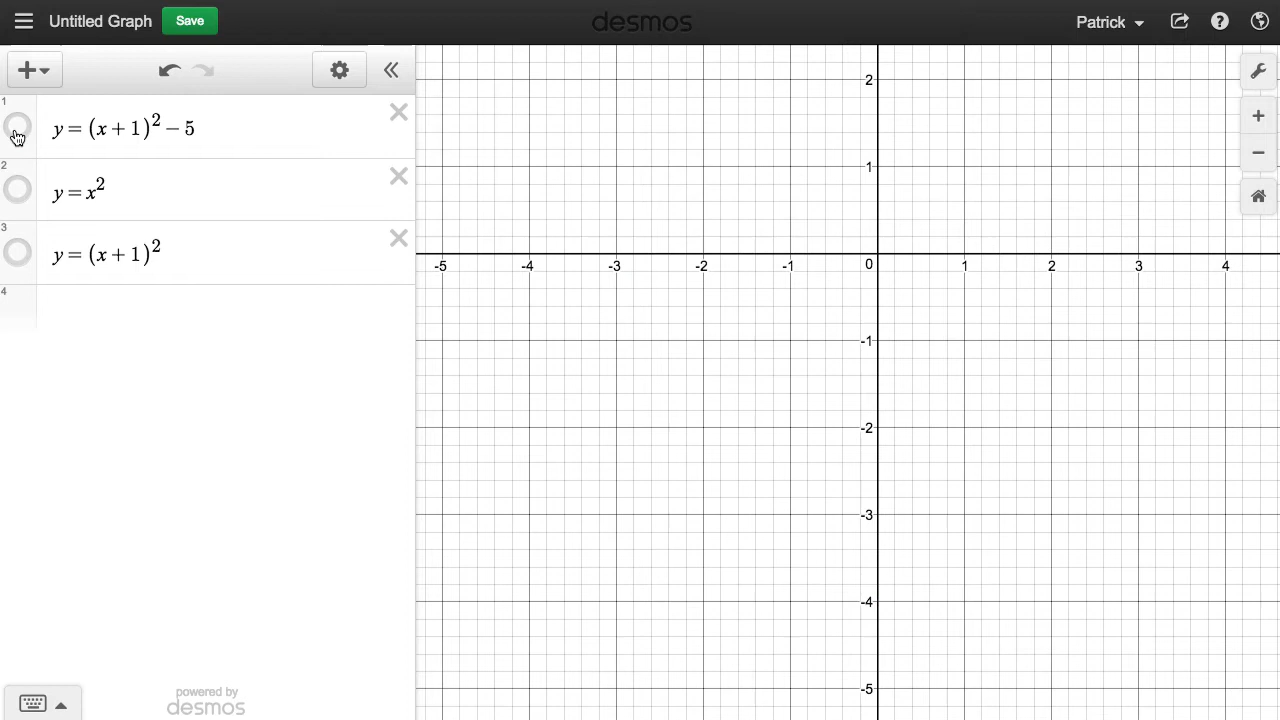 Untitled Graph Save desmos Patrick
1
y = (x + 1)² − 5
2
y = x²
3
y = (x + 1)²
4
2
1
-5 -4 -3 -2 -1 0 1 2 3 4
-1
-2
-3
-4
-5
powered by
desmos